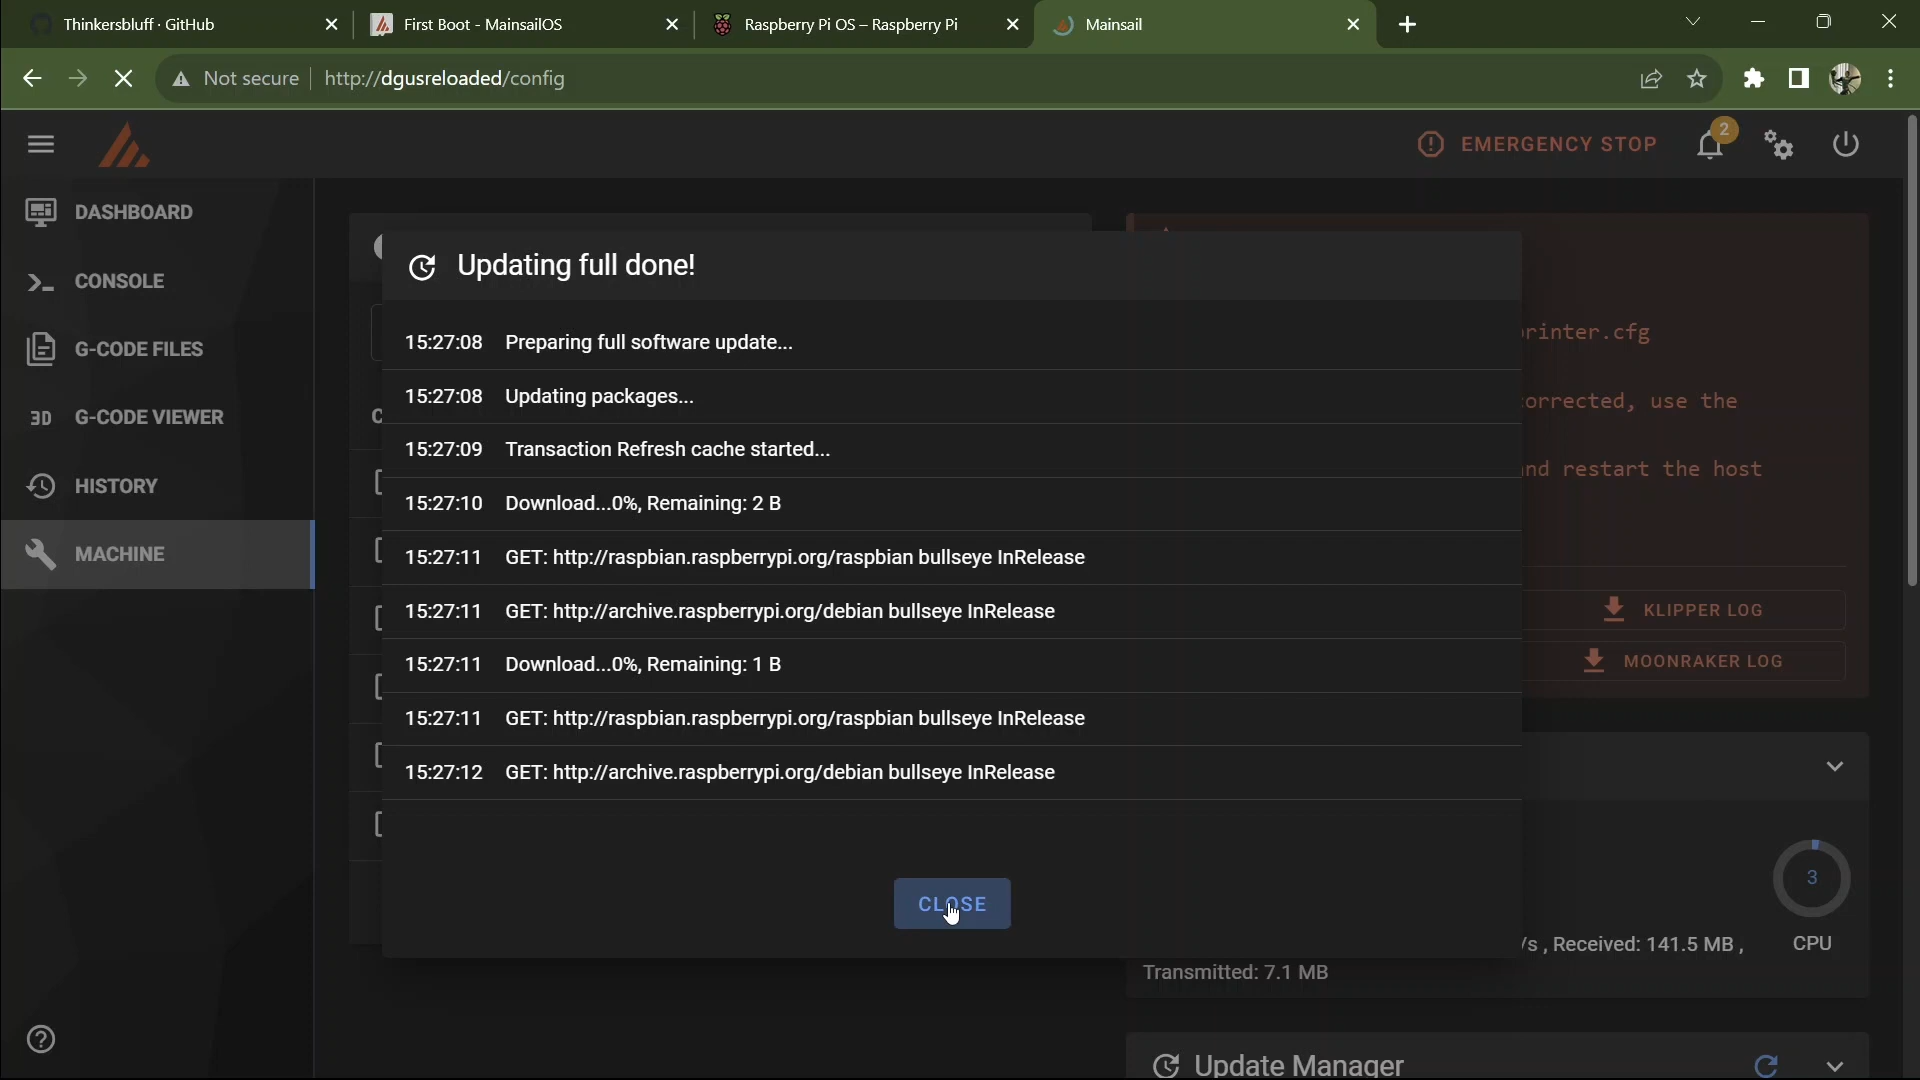 Thinkersbluff · GitHub
First Boot - MainsailOS
Raspberry Pi OS – Raspberry Pi
Mainsail
Not secure
http://dgusreloaded/config
EMERGENCY STOP
2
DASHBOARD
CONSOLE
G-CODE FILES
3D G-CODE VIEWER
HISTORY
MACHINE
Updating full done!
15:27:08 Preparing full software update...
15:27:08 Updating packages...
15:27:09 Transaction Refresh cache started...
15:27:10 Download...0%, Remaining: 2 B
15:27:11 GET: http://raspbian.raspberrypi.org/raspbian bullseye InRelease
15:27:11 GET: http://archive.raspberrypi.org/debian bullseye InRelease
15:27:11 Download...0%, Remaining: 1 B
15:27:11 GET: http://raspbian.raspberrypi.org/raspbian bullseye InRelease
15:27:12 GET: http://archive.raspberrypi.org/debian bullseye InRelease
CLOSE
rinter.cfg
orrected, use the
nd restart the host
KLIPPER LOG
MOONRAKER LOG
3
CPU
/s , Received: 141.5 MB ,
Transmitted: 7.1 MB
Update Manager